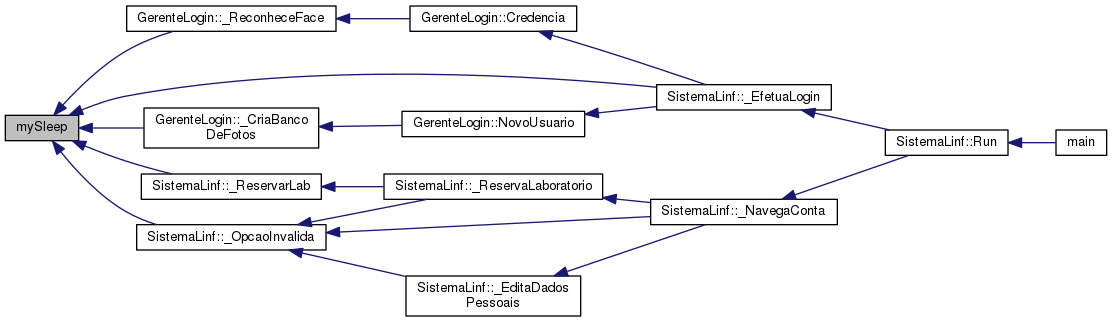 GerenteLogin::_ReconheceFace
GerenteLogin::Credencia
SistemaLinf::_EfetuaLogin
mySleep
GerenteLogin::_CriaBanco
DeFotos
GerenteLogin::NovoUsuario
SistemaLinf::Run
main
SistemaLinf::_ReservarLab
SistemaLinf::_ReservaLaboratorio
SistemaLinf::_NavegaConta
SistemaLinf::_OpcaoInvalida
SistemaLinf::_EditaDados
Pessoais